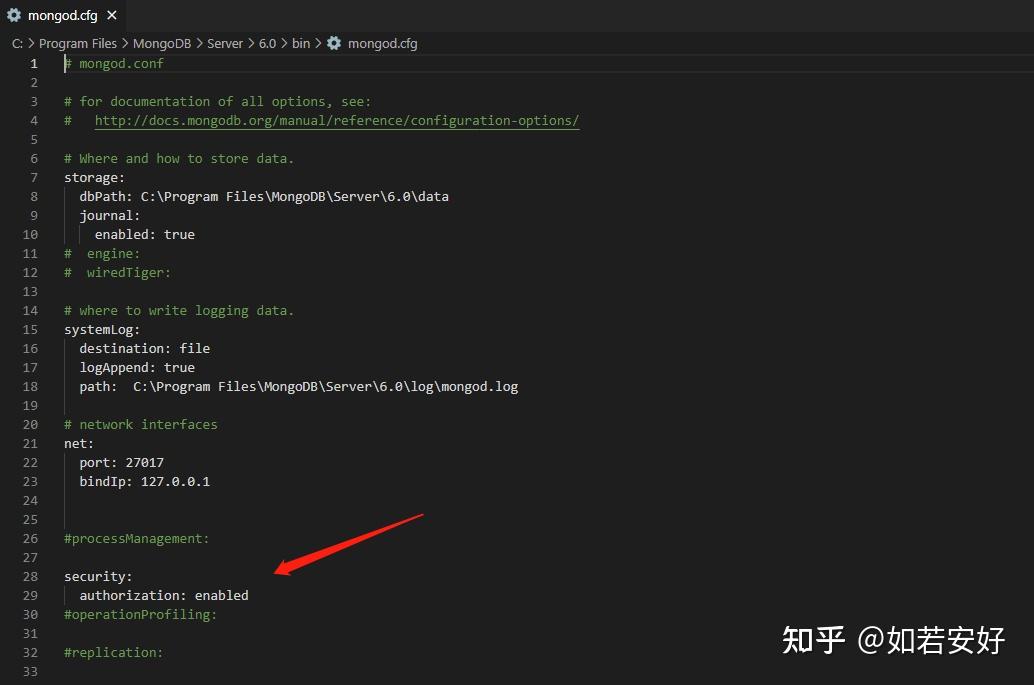 mongod.cfg
C: > Program Files > MongoDB > Server > 6.0 > bin > mongod.cfg
1 # mongod.conf
2
3 # for documentation of all options, see:
4 #   http://docs.mongodb.org/manual/reference/configuration-options/
5
6 # Where and how to store data.
7 storage:
8   dbPath: C:\Program Files\MongoDB\Server\6.0\data
9   journal:
10     enabled: true
11 #  engine:
12 #  wiredTiger:
13
14 # where to write logging data.
15 systemLog:
16   destination: file
17   logAppend: true
18   path:  C:\Program Files\MongoDB\Server\6.0\log\mongod.log
19
20 # network interfaces
21 net:
22   port: 27017
23   bindIp: 127.0.0.1
24
25
26 #processManagement:
27
28 security:
29   authorization: enabled
30 #operationProfiling:
31
32 #replication:
33
知乎 @如若安好